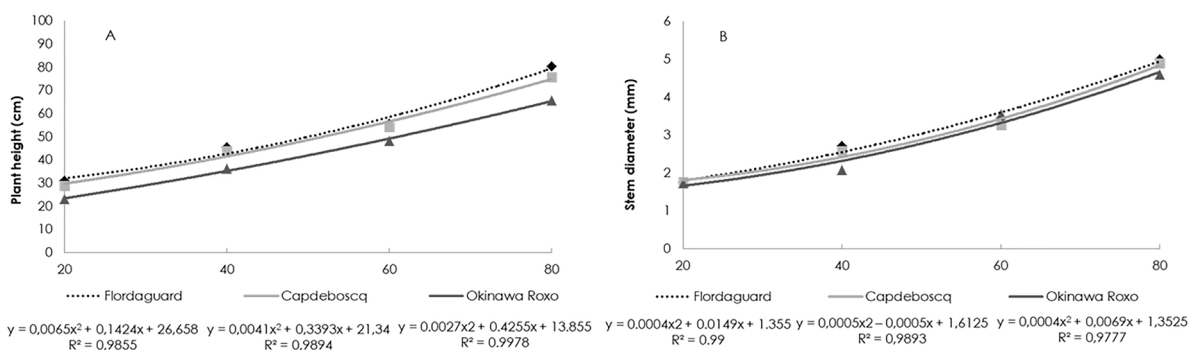 A
B
Plant height (cm)
100
90
80
70
60
50
40
30
20
10
0
20 40 60 80
Flordaguard Capdeboscq Okinawa Roxo
y = 0,0065x² + 0,1424x + 26,658 y = 0,0041x² + 0,3393x + 21,34 y = 0.0027x2 + 0.4255x + 13.855
R² = 0,9855 R² = 0,9894 R² = 0.9978
Stem diameter (mm)
6
5
4
3
2
1
0
20 40 60 80
Flordaguard Capdeboscq Okinawa Roxo
y = 0.0004x2 + 0.0149x + 1.355 y = 0,0005x2 – 0,0005x + 1,6125 y = 0,0004x² + 0,0069x + 1,3525
R² = 0.99 R² = 0,9893 R² = 0,9777